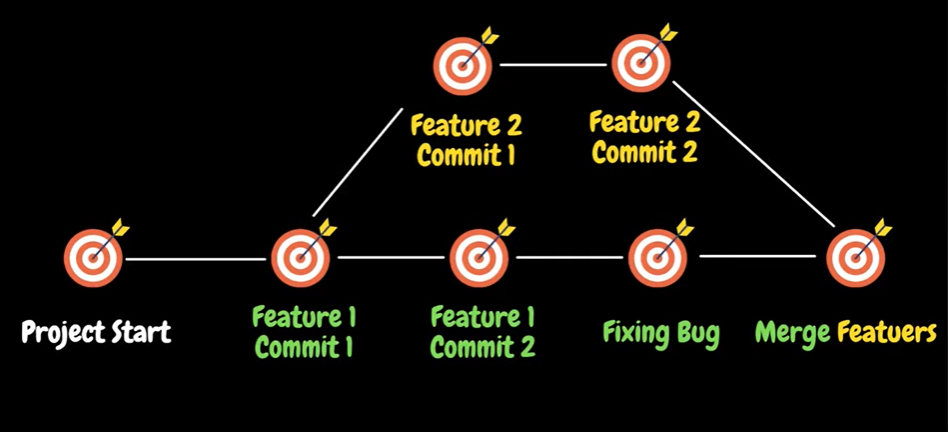 Feature 2
Commit 1
Feature 2
Commit 2
Project Start
Feature 1
Commit 1
Feature 1
Commit 2
Fixing Bug
Merge Featuers